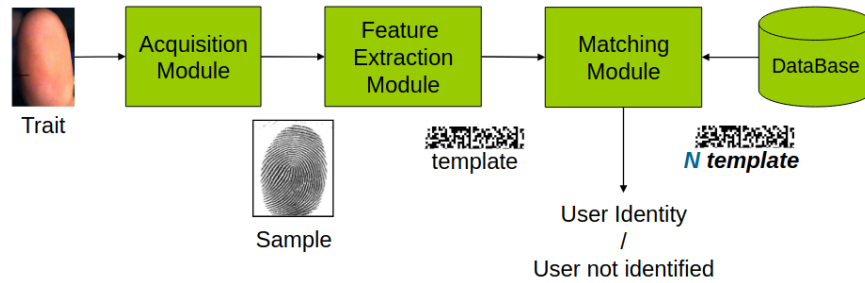 Trait
Acquisition
Module
Sample
Feature
Extraction
Module
template
Matching
Module
DataBase
N template
User Identity
/
User not identified